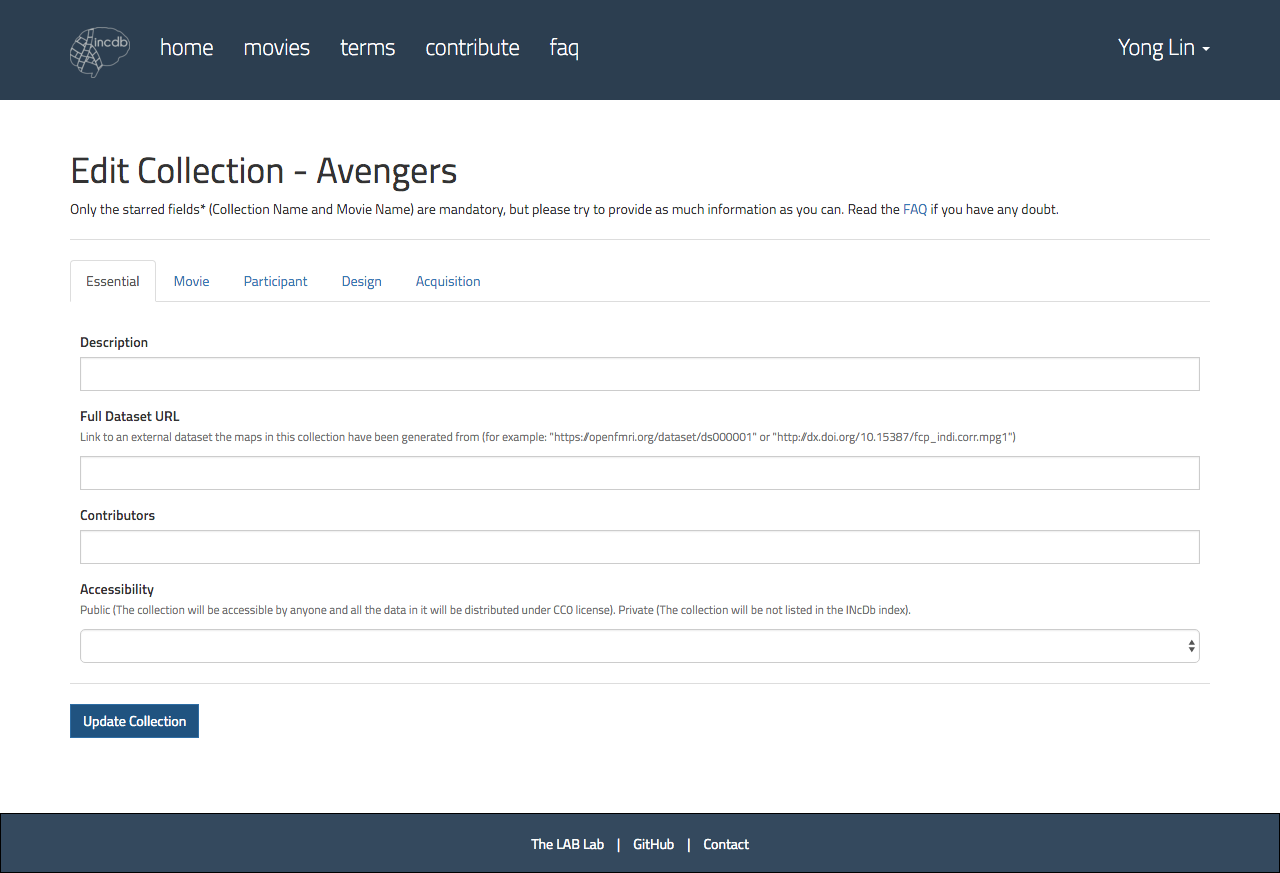 incdb
home movies terms contribute faq Yong Lin
Edit Collection - Avengers
Only the starred fields* (Collection Name and Movie Name) are mandatory, but please try to provide as much information as you can. Read the FAQ if you have any doubt.
Essential Movie Participant Design Acquisition
Description
Full Dataset URL
Link to an external dataset the maps in this collection have been generated from (for example: "https://openfmri.org/dataset/ds000001" or "http://dx.doi.org/10.15387/fcp_indi.corr.mpg1")
Contributors
Accessibility
Public (The collection will be accessible by anyone and all the data in it will be distributed under CC0 license). Private (The collection will be not listed in the INcDb index).
Update Collection
The LAB Lab | GitHub | Contact